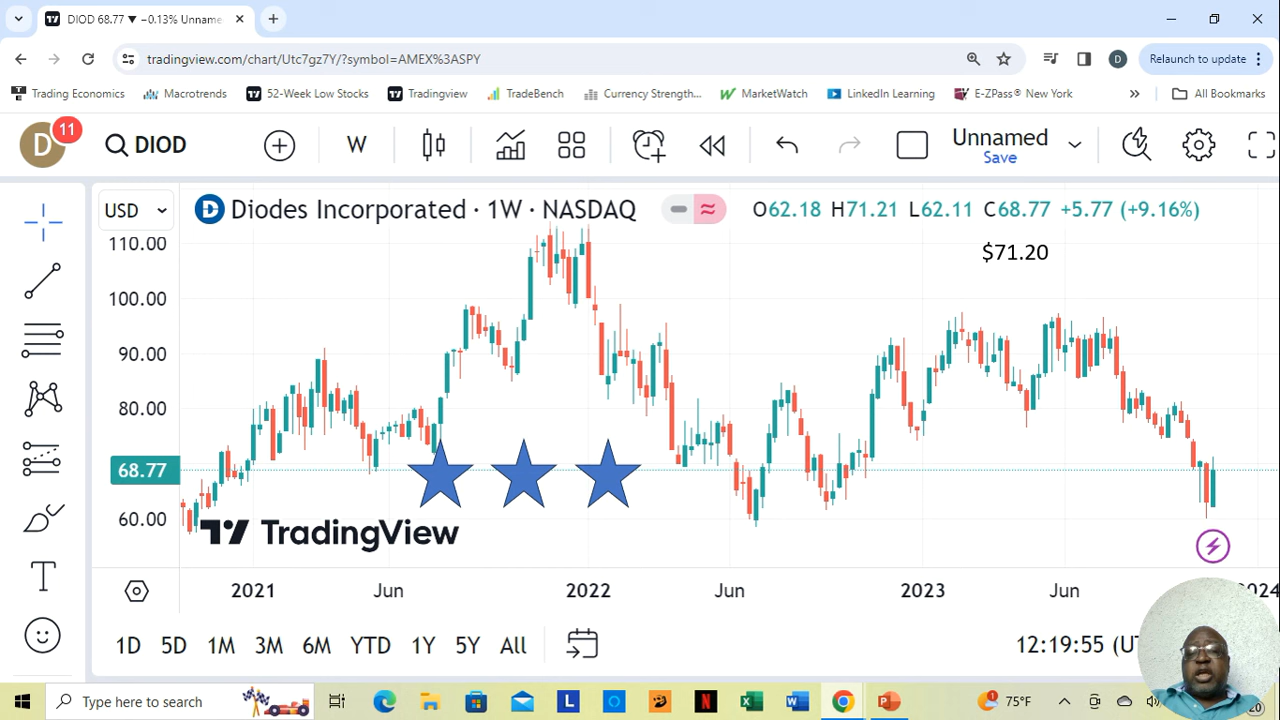 DIOD 68.77 ▼ −0.13% Unname
tradingview.com/chart/Utc7gz7Y/?symbol=AMEX%3ASPY
D
Relaunch to update
Trading Economics
Macrotrends
52-Week Low Stocks
Tradingview
TradeBench
Currency Strength...
MarketWatch
LinkedIn Learning
E-ZPass® New York
All Bookmarks
D
11
DIOD
W
Unnamed
Save
USD
Diodes Incorporated · 1W · NASDAQ
O62.18 H71.21 L62.11 C68.77 +5.77 (+9.16%)
$71.20
110.00
100.00
90.00
80.00
68.77
60.00
TradingView
2021
Jun
2022
Jun
2023
Jun
2024
1D
5D
1M
3M
6M
YTD
1Y
5Y
All
12:19:55 (U
Type here to search
75°F
20